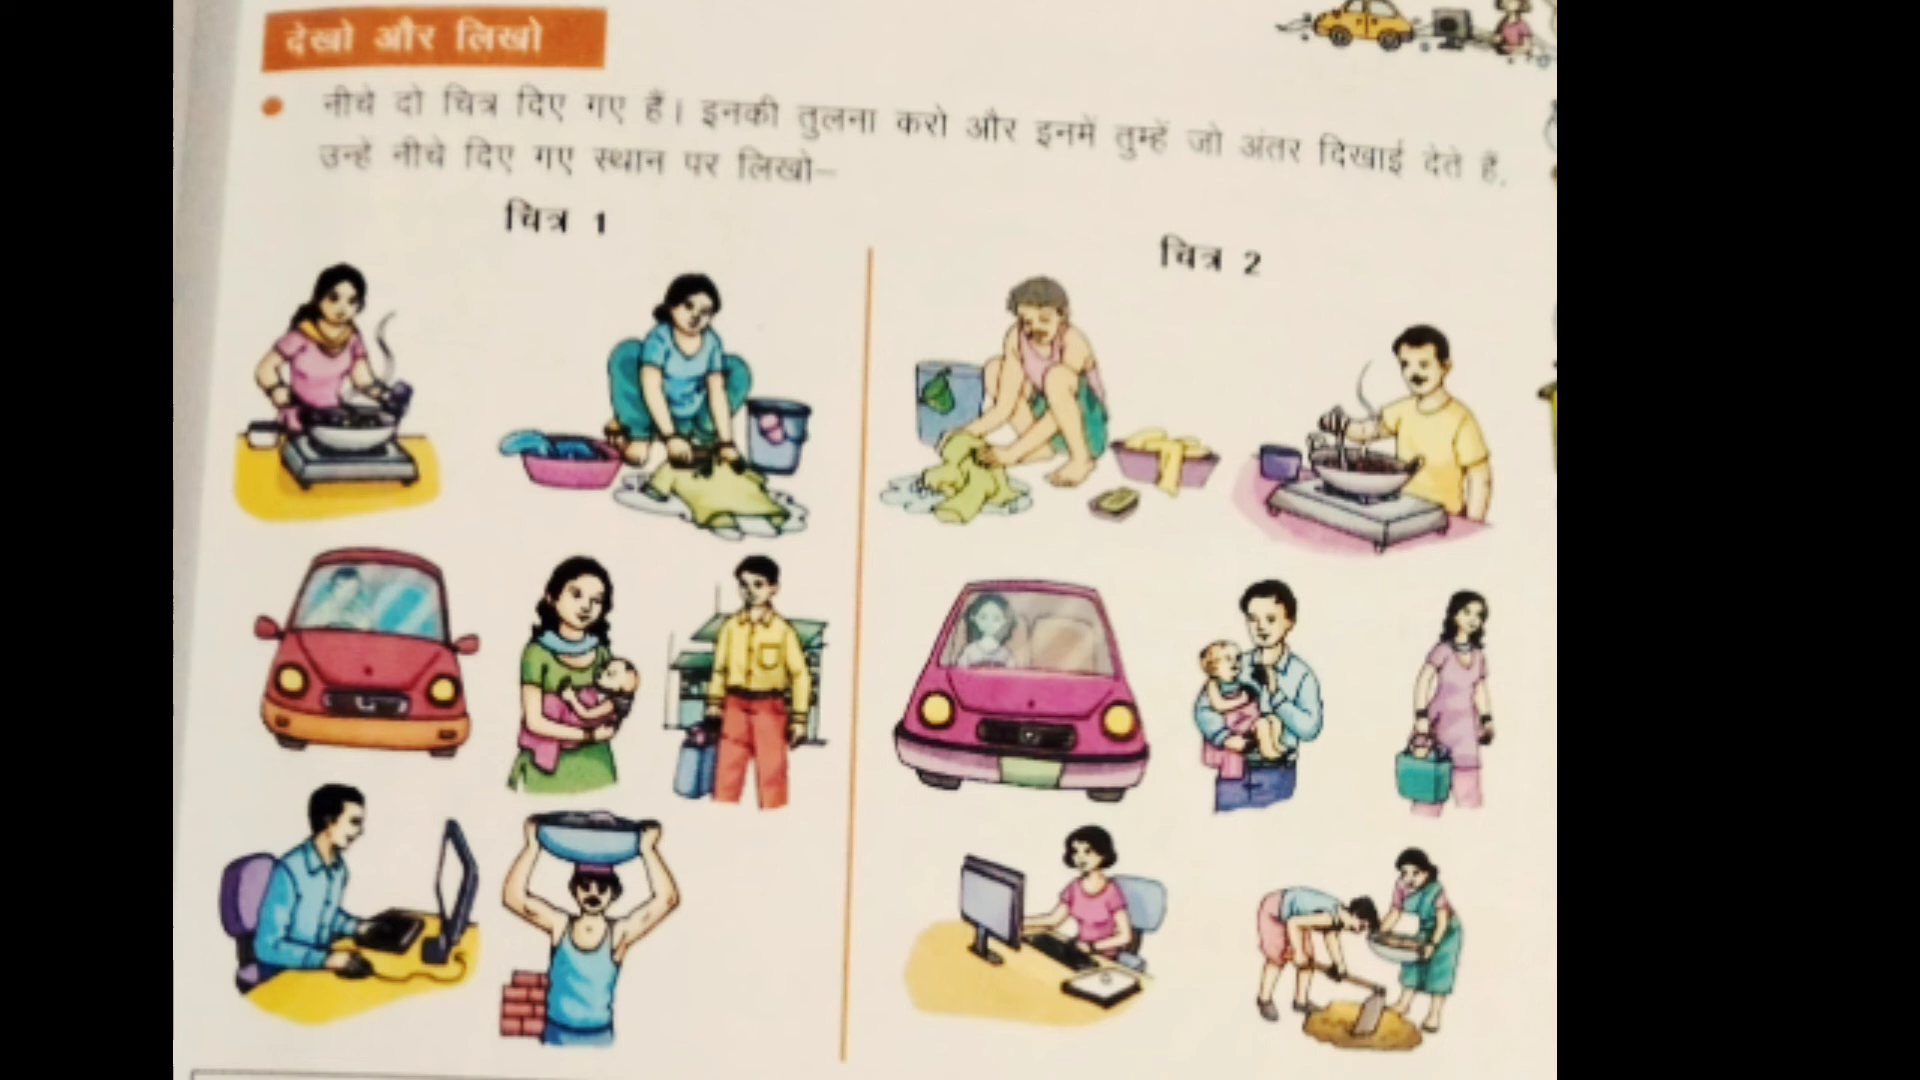 देखो और लिखो
नीचे दो चित्र दिए गए हैं। इनकी तुलना करो और इनमें तुम्हें जो अंतर दिखाई देते हैं,
उन्हें नीचे दिए गए स्थान पर लिखो–
चित्र 1
चित्र 2